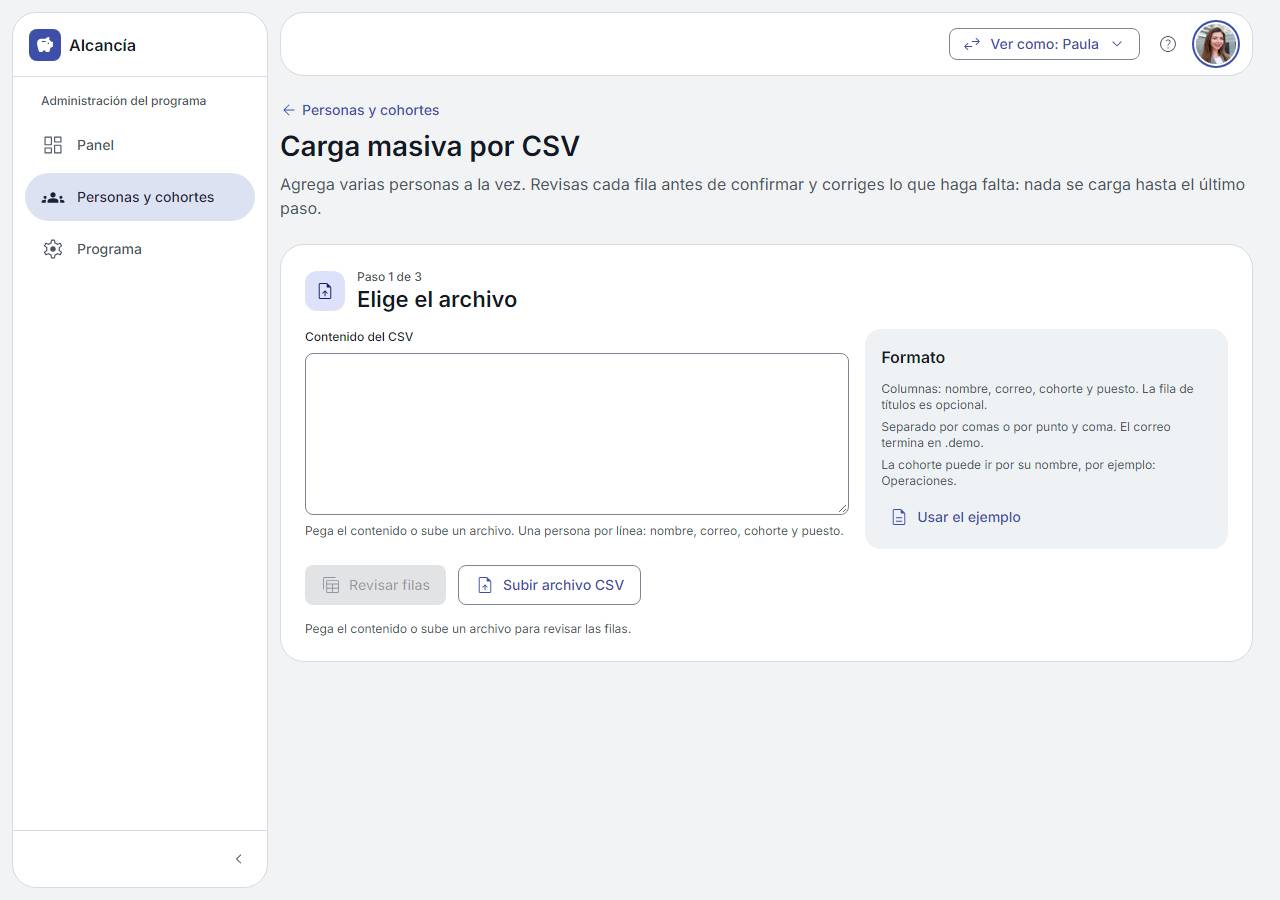 Alcancía
Ver como: Paula
Administración del programa
Panel
Personas y cohortes
Programa
Personas y cohortes
Carga masiva por CSV
Agrega varias personas a la vez. Revisas cada fila antes de confirmar y corriges lo que haga falta: nada se carga hasta el último
paso.
Paso 1 de 3
Elige el archivo
Contenido del CSV
Pega el contenido o sube un archivo. Una persona por línea: nombre, correo, cohorte y puesto.
Formato
Columnas: nombre, correo, cohorte y puesto. La fila de
títulos es opcional.
Separado por comas o por punto y coma. El correo
termina en .demo.
La cohorte puede ir por su nombre, por ejemplo:
Operaciones.
Usar el ejemplo
Revisar filas
Subir archivo CSV
Pega el contenido o sube un archivo para revisar las filas.